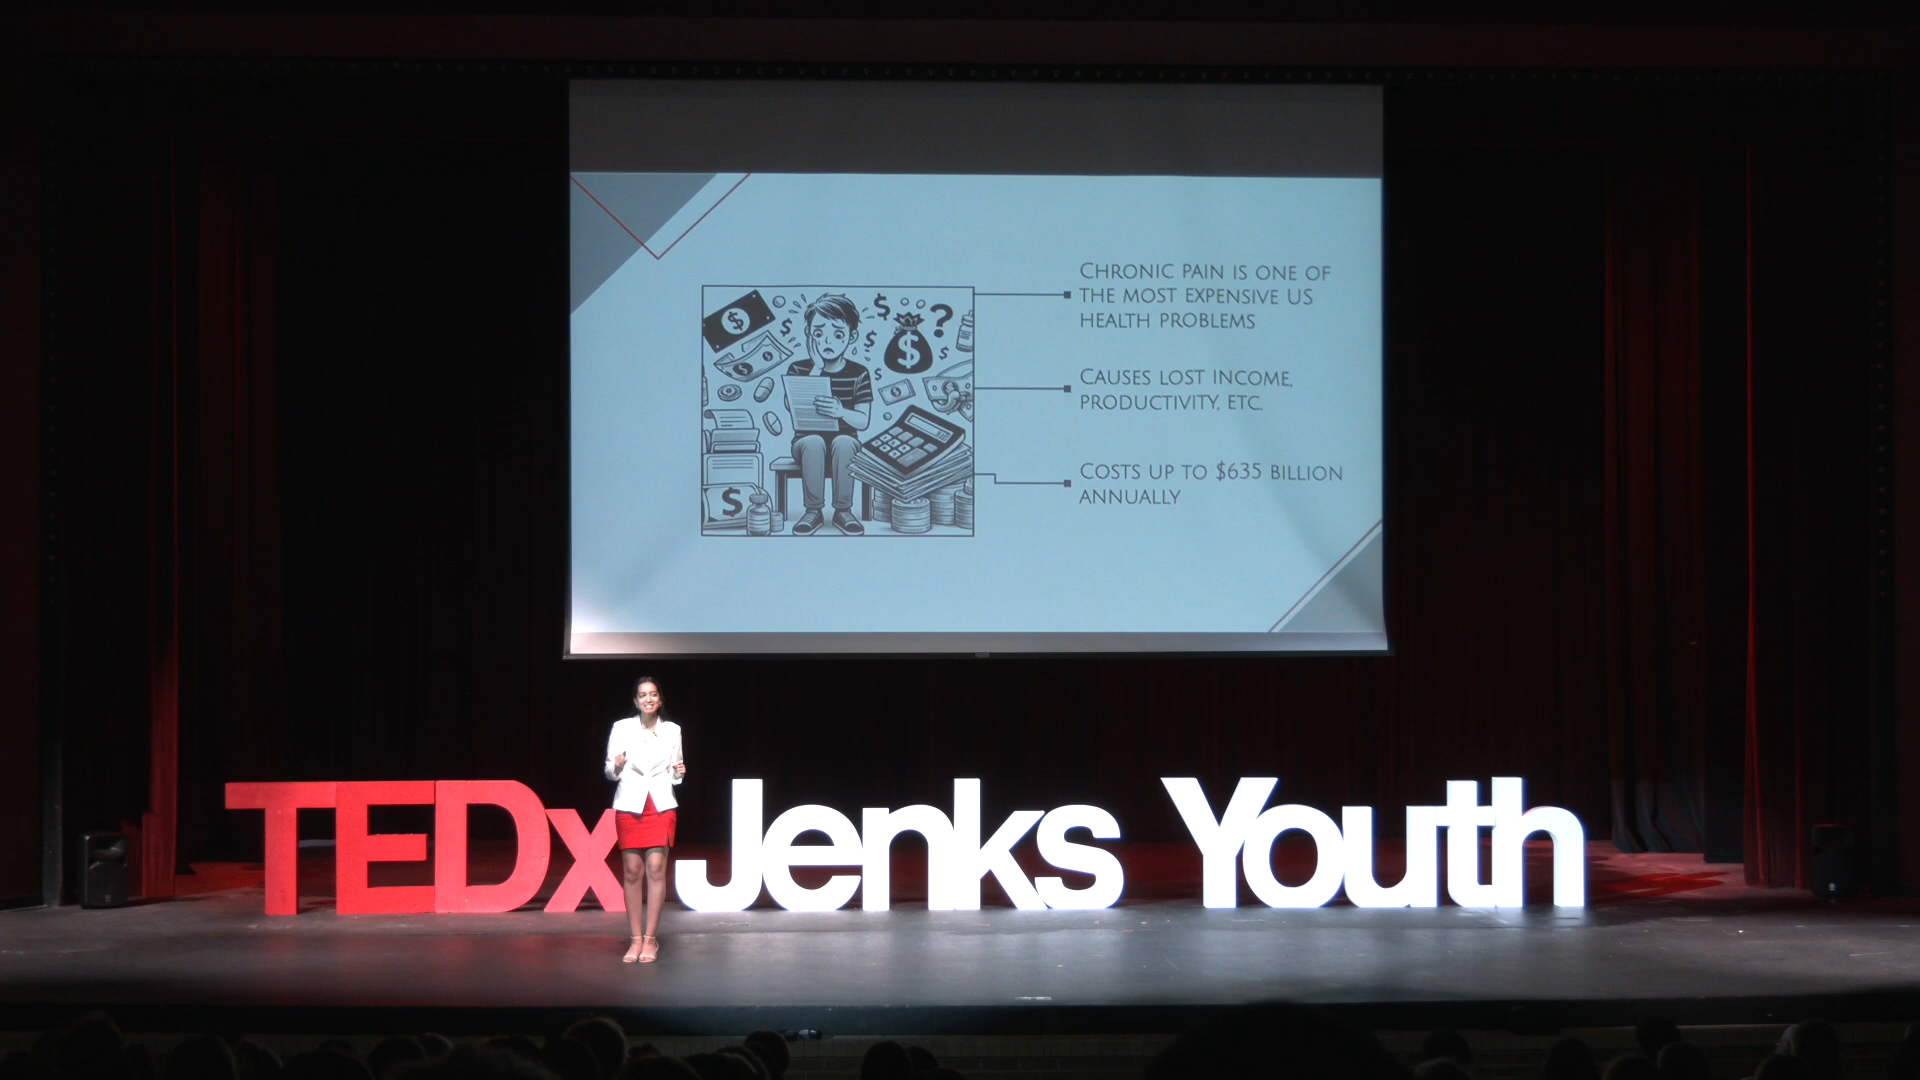 CHRONIC PAIN IS ONE OF
THE MOST EXPENSIVE US
HEALTH PROBLEMS
CAUSES LOST INCOME,
PRODUCTIVITY, ETC.
COSTS UP TO $635 BILLION
ANNUALLY
TEDx Jenks Youth